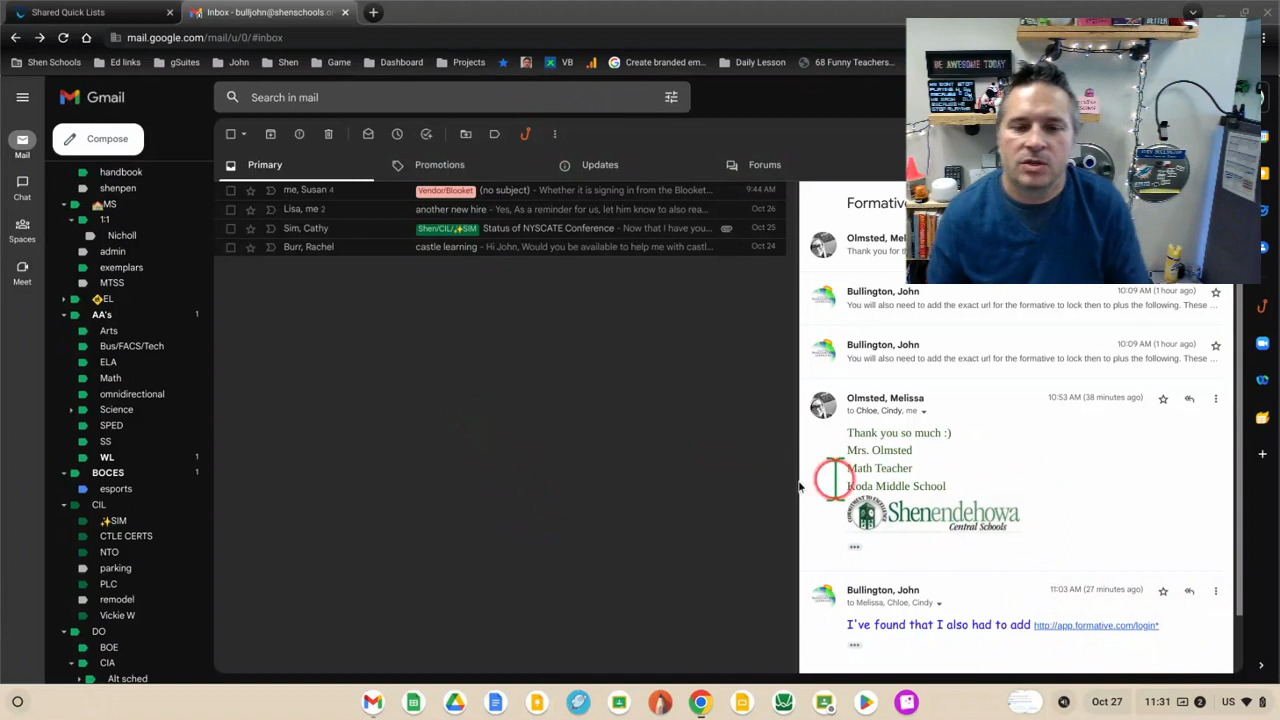 Shared Quick Lists
Inbox - bulljohn@shenschools.or
mail.google.com/mail/u/0/#inbox
Shen Schools
Ed links
gSuites
John
Shen
Game
Dashboard
Projects
VB
Create branded em...
Daily Lesson
68 Funny Teachers...
BE AWESOME TODAY
BETTER
Gmail
ch in mail
Compose
Mail
Chat
Spaces
Meet
handbook
shenpen
MS
1:1
Nicholl
admin
exemplars
MTSS
EL
AA's 1
Arts
Bus/FACS/Tech
ELA
Math
omnidirectional
Science
SPED
SS
WL 1
BOCES 1
esports
CIL
SIM
CTLE CERTS
NTO
parking
PLC
remodel
Vickie W
DO
BOE
CIA
Alt sched
Primary
Promotions
Updates
Forums
me, Susan 4 Vendor/Blooket (no subject) - Whether it is signing in from the Blooket... 9:44 AM
Lisa, me 2 another new hire - Yes, As a reminder for us, let him know to also rea... Oct 26
Sim, Cathy Shen/CIL/✨SIM Status of NYSCATE Conference - Now that I have you... Oct 25
Burr, Rachel castle learning - Hi John, Would you be available to help me with castl... Oct 24
Formative
Olmsted, Mel
Thank you for th
Bullington, John 10:09 AM (1 hour ago)
You will also need to add the exact url for the formative to lock then to plus the following. These ...
Bullington, John 10:09 AM (1 hour ago)
You will also need to add the exact url for the formative to lock then to plus the following. These ...
Olmsted, Melissa 10:53 AM (38 minutes ago)
to Chloe, Cindy, me
Thank you so much :)
Mrs. Olmsted
Math Teacher
Koda Middle School
COMMITMENT TO EXCELLENCE
Shenendehowa
Central Schools
Bullington, John 11:03 AM (27 minutes ago)
to Melissa, Chloe, Cindy
I've found that I also had to add http://app.formative.com/login*
Oct 27 11:31 2 US